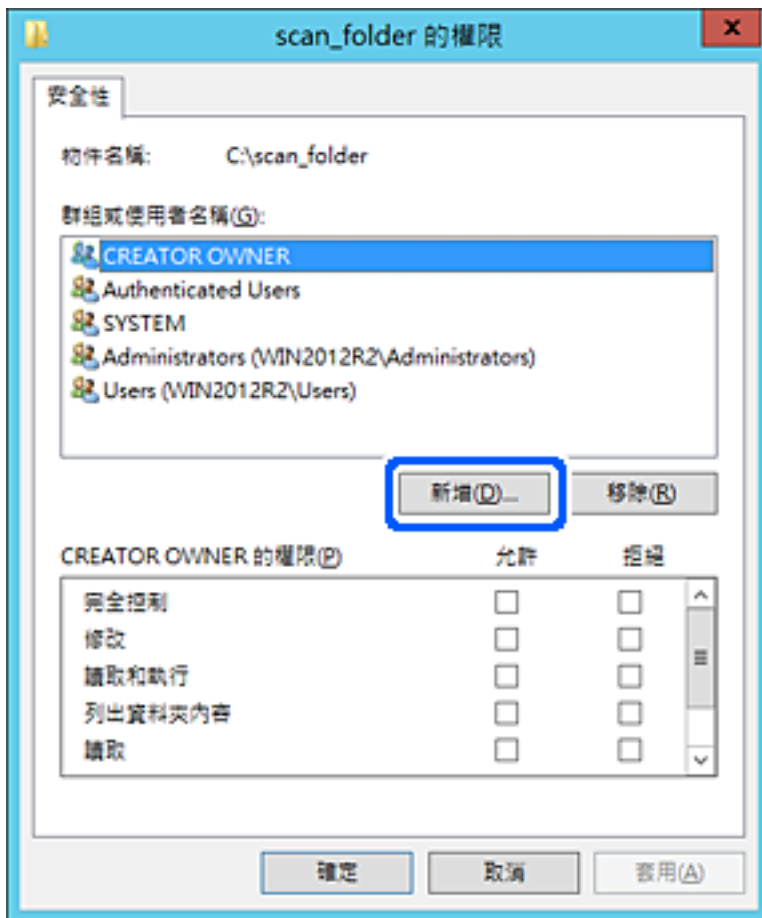 scan_folder 的權限
x
安全性
物件名稱: C:\scan_folder
群組或使用者名稱(G):
CREATOR OWNER
Authenticated Users
SYSTEM
Administrators (WIN2012R2\Administrators)
Users (WIN2012R2\Users)
新增(D)... 移除(R)
CREATOR OWNER 的權限(P) 允許 拒絕
完全控制
修改
讀取和執行
列出資料夾內容
讀取
確定 取消 套用(A)